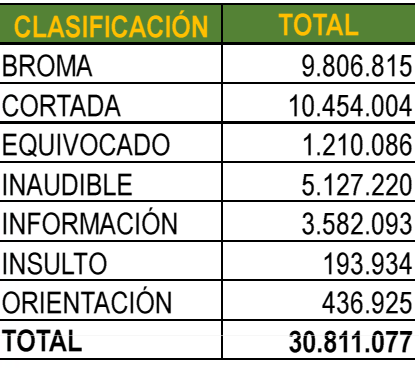 CLASIFICACIÓN TOTAL
BROMA 9.806.815
CORTADA 10.454.004
EQUIVOCADO 1.210.086
INAUDIBLE 5.127.220
INFORMACIÓN 3.582.093
INSULTO 193.934
ORIENTACIÓN 436.925
TOTAL 30.811.077